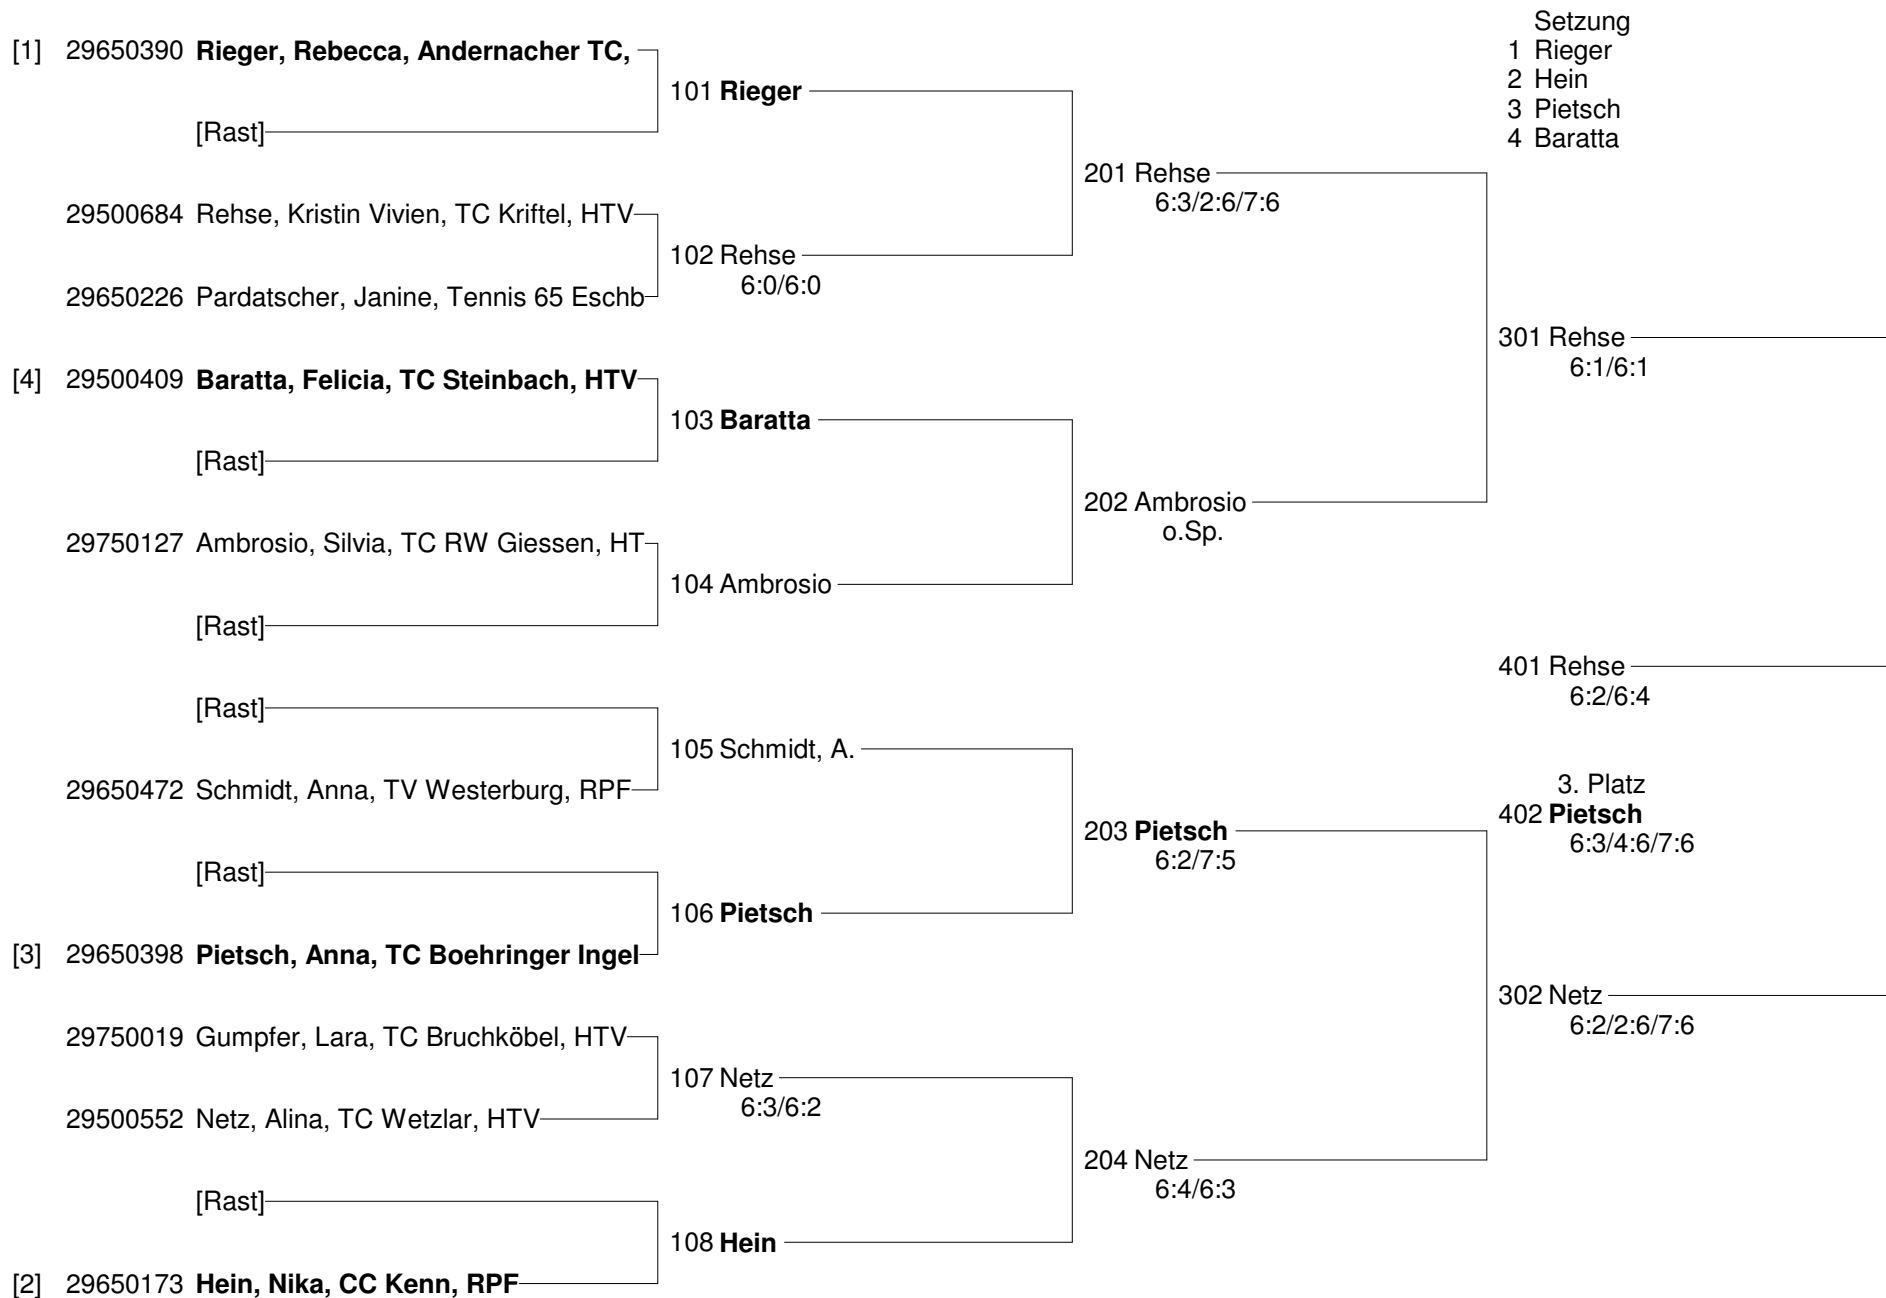 Setzung
1 Rieger
2 Hein
3 Pietsch
4 Baratta
[1] 29650390 Rieger, Rebecca, Andernacher TC,
101 Rieger
[Rast]
201 Rehse
6:3/2:6/7:6
29500684 Rehse, Kristin Vivien, TC Kriftel, HTV
102 Rehse
6:0/6:0
29650226 Pardatscher, Janine, Tennis 65 Eschb
301 Rehse
6:1/6:1
[4] 29500409 Baratta, Felicia, TC Steinbach, HTV
103 Baratta
[Rast]
202 Ambrosio
o.Sp.
29750127 Ambrosio, Silvia, TC RW Giessen, HT
104 Ambrosio
[Rast]
401 Rehse
6:2/6:4
[Rast]
105 Schmidt, A.
29650472 Schmidt, Anna, TV Westerburg, RPF
3. Platz
402 Pietsch
6:3/4:6/7:6
203 Pietsch
6:2/7:5
[Rast]
106 Pietsch
[3] 29650398 Pietsch, Anna, TC Boehringer Ingel
302 Netz
6:2/2:6/7:6
29750019 Gumpfer, Lara, TC Bruchköbel, HTV
107 Netz
6:3/6:2
29500552 Netz, Alina, TC Wetzlar, HTV
204 Netz
6:4/6:3
[Rast]
108 Hein
[2] 29650173 Hein, Nika, CC Kenn, RPF